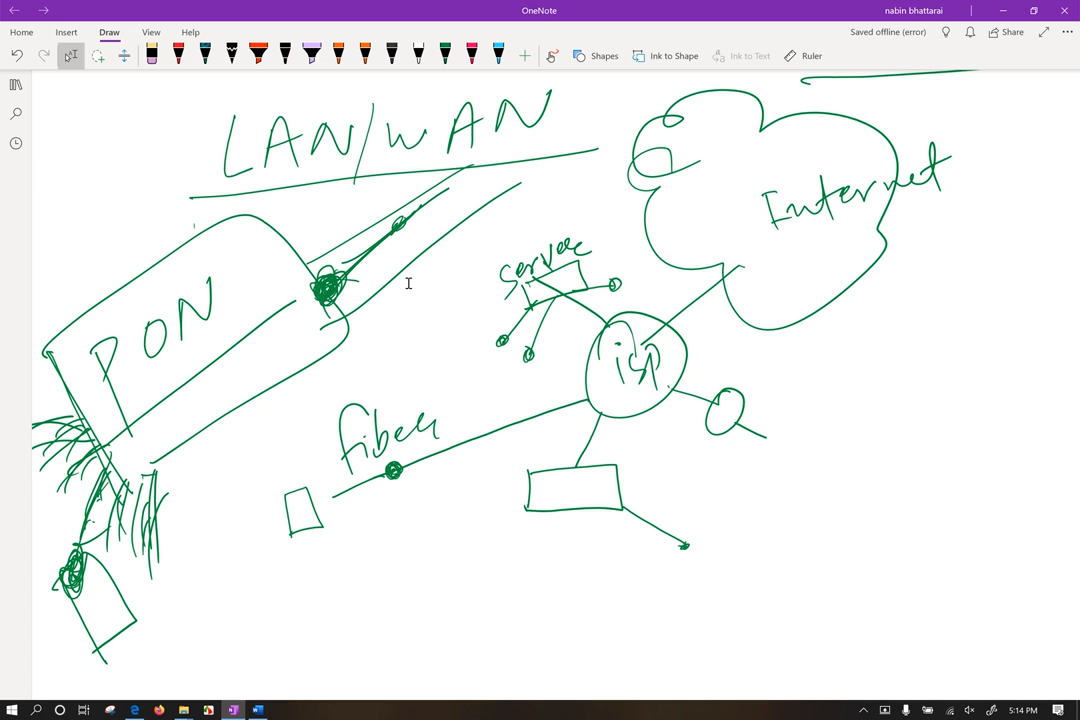 OneNote
nabin bhattarai
Home
Insert
Draw
View
Help
Saved offline (error)
Share
Shapes
Ink to Shape
Ink to Text
Ruler
LAN/WAN
Internet
Server
PON
isp
fiber
5:14 PM